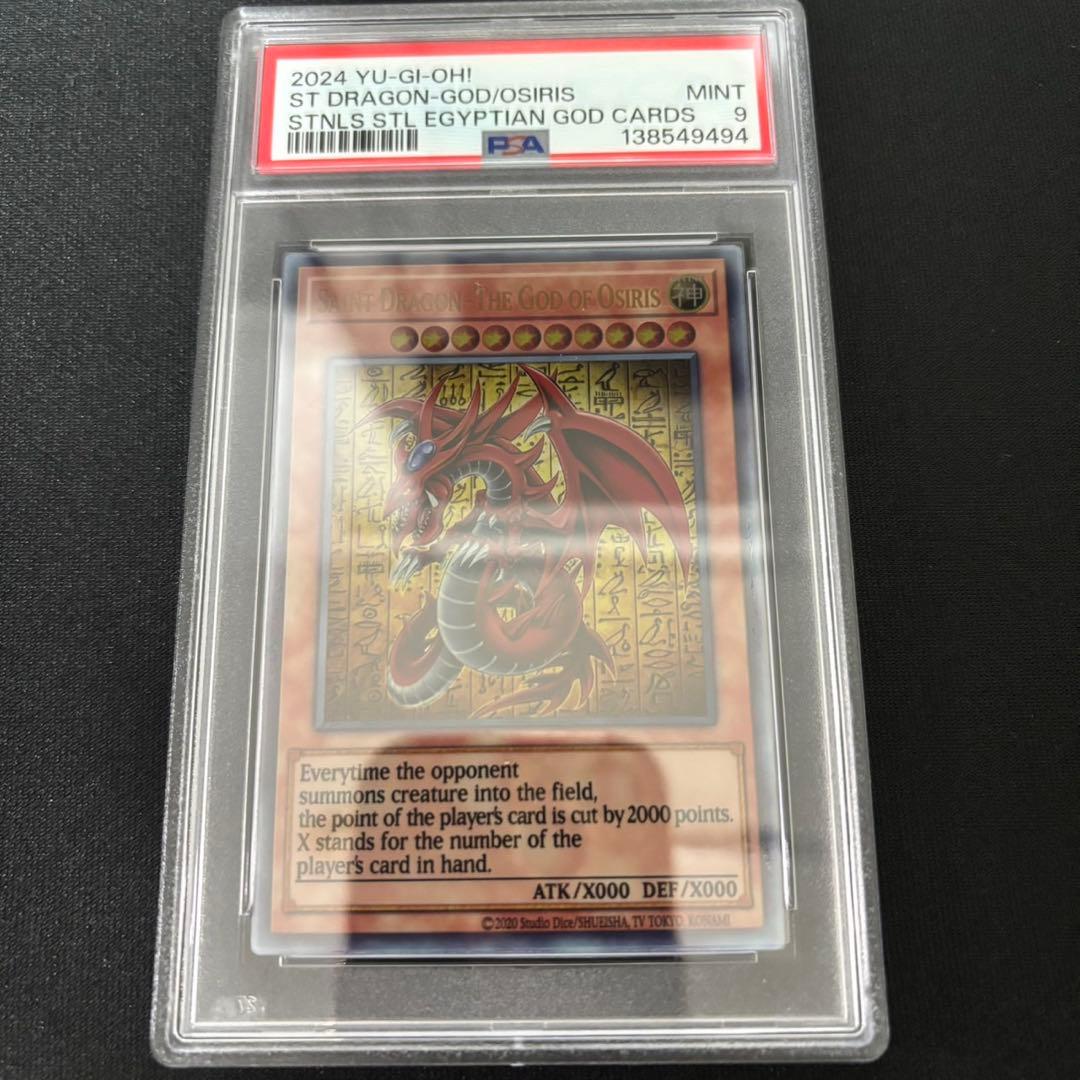 2024 YU-GI-OH!
ST DRAGON-GOD/OSIRIS MINT
STNLS STL EGYPTIAN GOD CARDS 9
PSA 138549494
SAINT DRAGON-THE GOD OF OSIRIS 神
Everytime the opponent
summons creature into the field,
the point of the player's card is cut by 2000 points.
X stands for the number of the
player's card in hand.
ATK/X000 DEF/X000
©2020 Studio Dice/SHUEISHA, TV TOKYO, KONAMI